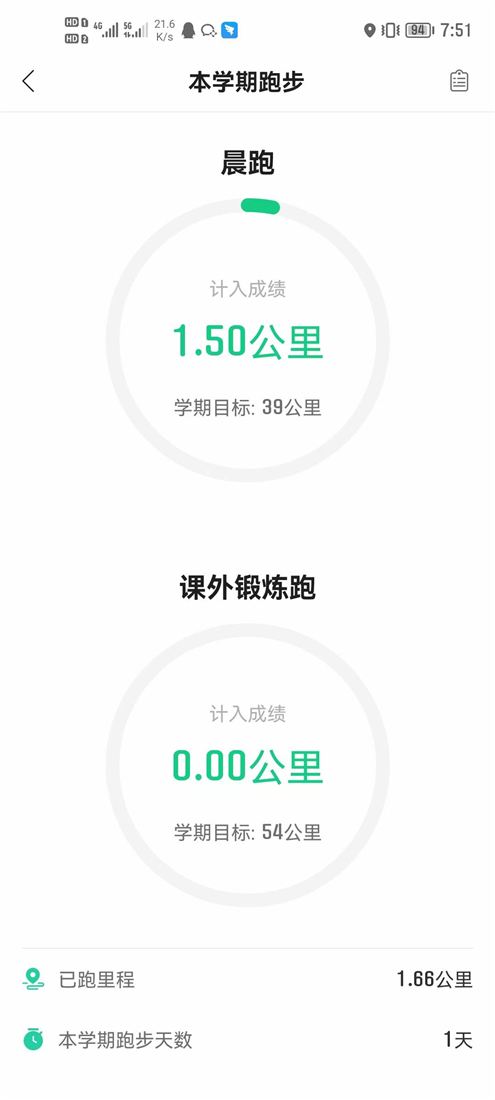 HD 1 4G 5G 21.6 94 7:51
HD 2 K/s
本学期跑步
晨跑
计入成绩
1.50公里
学期目标: 39公里
课外锻炼跑
计入成绩
0.00公里
学期目标: 54公里
已跑里程 1.66公里
本学期跑步天数 1天